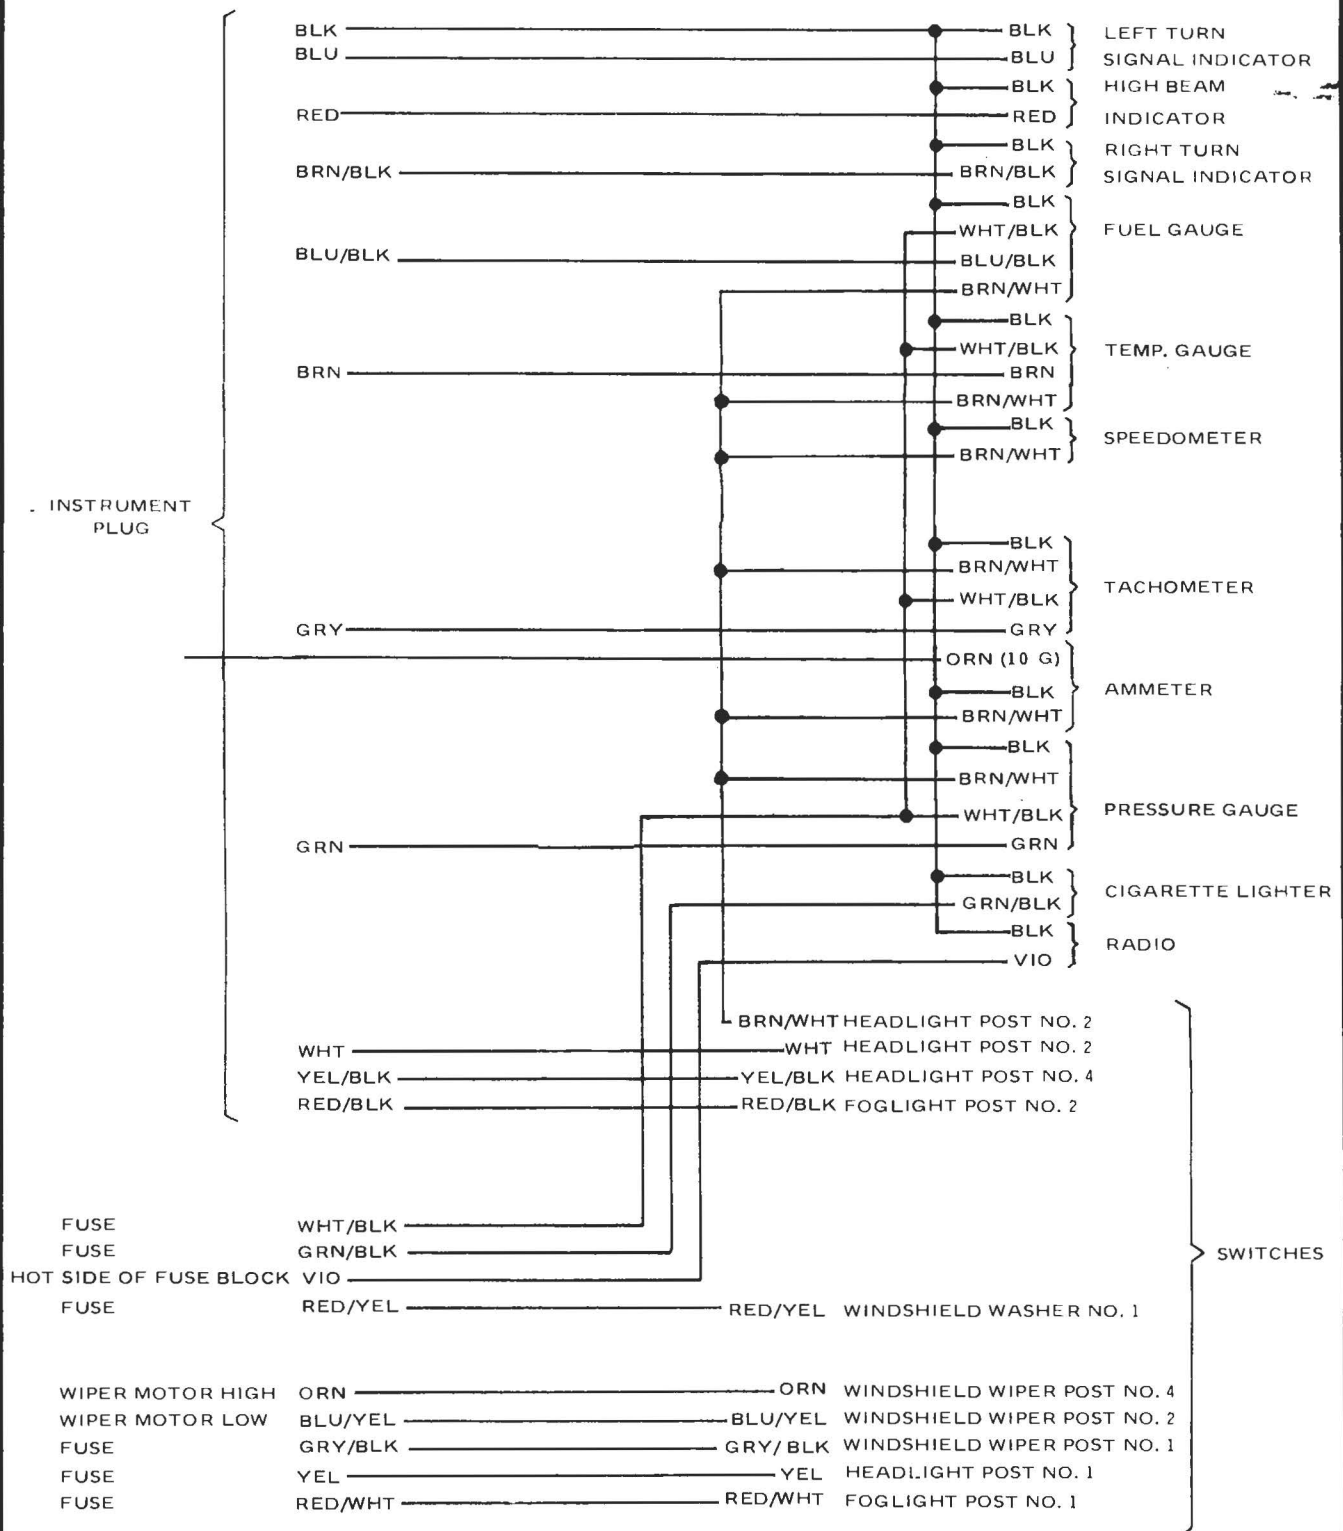 BLK BLK LEFT TURN
BLU BLU SIGNAL INDICATOR
BLK HIGH BEAM
RED RED INDICATOR
BLK RIGHT TURN
BRN/BLK BRN/BLK SIGNAL INDICATOR
BLK
WHT/BLK FUEL GAUGE
BLU/BLK BLU/BLK
BRN/WHT
BLK
WHT/BLK TEMP. GAUGE
BRN BRN
BRN/WHT
BLK
SPEEDOMETER
BRN/WHT
INSTRUMENT
PLUG
BLK
BRN/WHT
TACHOMETER
WHT/BLK
GRY GRY
ORN (10 G)
BLK AMMETER
BRN/WHT
BLK
BRN/WHT
WHT/BLK PRESSURE GAUGE
GRN GRN
BLK
CIGARETTE LIGHTER
GRN/BLK
BLK
RADIO
VIO
BRN/WHT HEADLIGHT POST NO. 2
WHT WHT HEADLIGHT POST NO. 2
YEL/BLK YEL/BLK HEADLIGHT POST NO. 4
RED/BLK RED/BLK FOGLIGHT POST NO. 2
FUSE WHT/BLK
FUSE GRN/BLK SWITCHES
HOT SIDE OF FUSE BLOCK VIO
FUSE RED/YEL RED/YEL WINDSHIELD WASHER NO. 1
WIPER MOTOR HIGH ORN ORN WINDSHIELD WIPER POST NO. 4
WIPER MOTOR LOW BLU/YEL BLU/YEL WINDSHIELD WIPER POST NO. 2
FUSE GRY/BLK GRY/BLK WINDSHIELD WIPER POST NO. 1
FUSE YEL YEL HEADLIGHT POST NO. 1
FUSE RED/WHT RED/WHT FOGLIGHT POST NO. 1